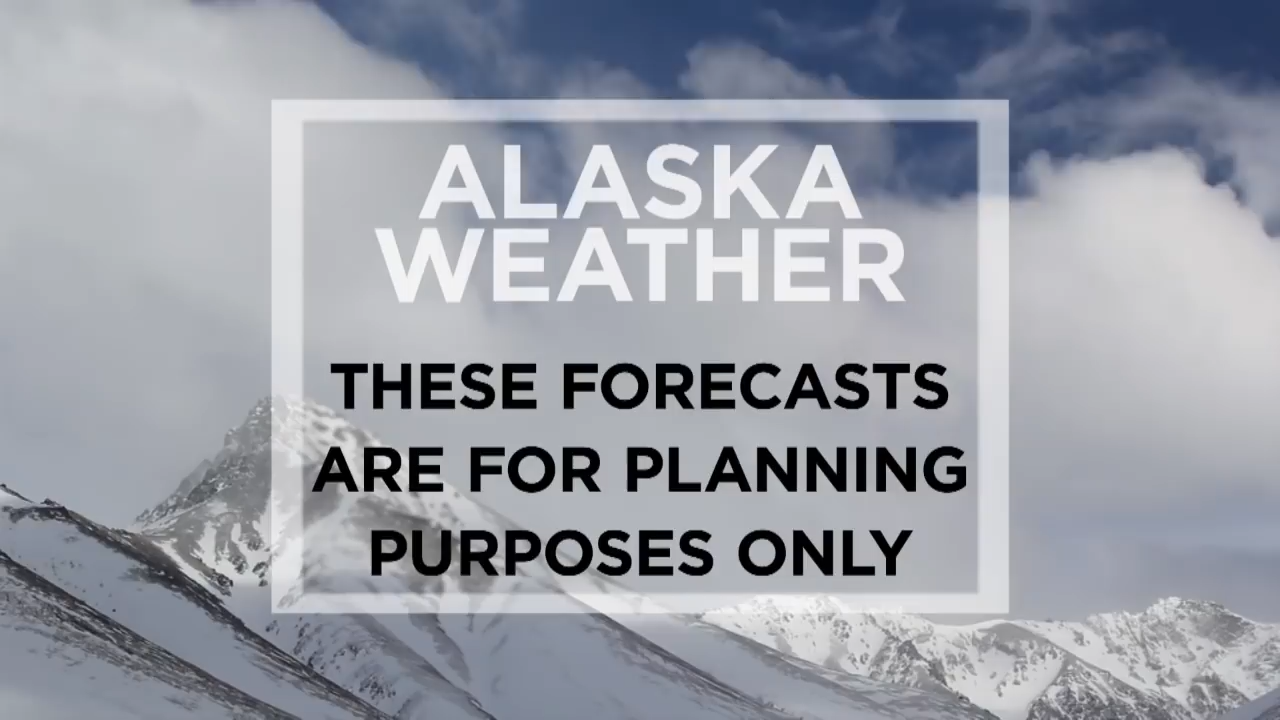 ALASKA
WEATHER
THESE FORECASTS
ARE FOR PLANNING
PURPOSES ONLY